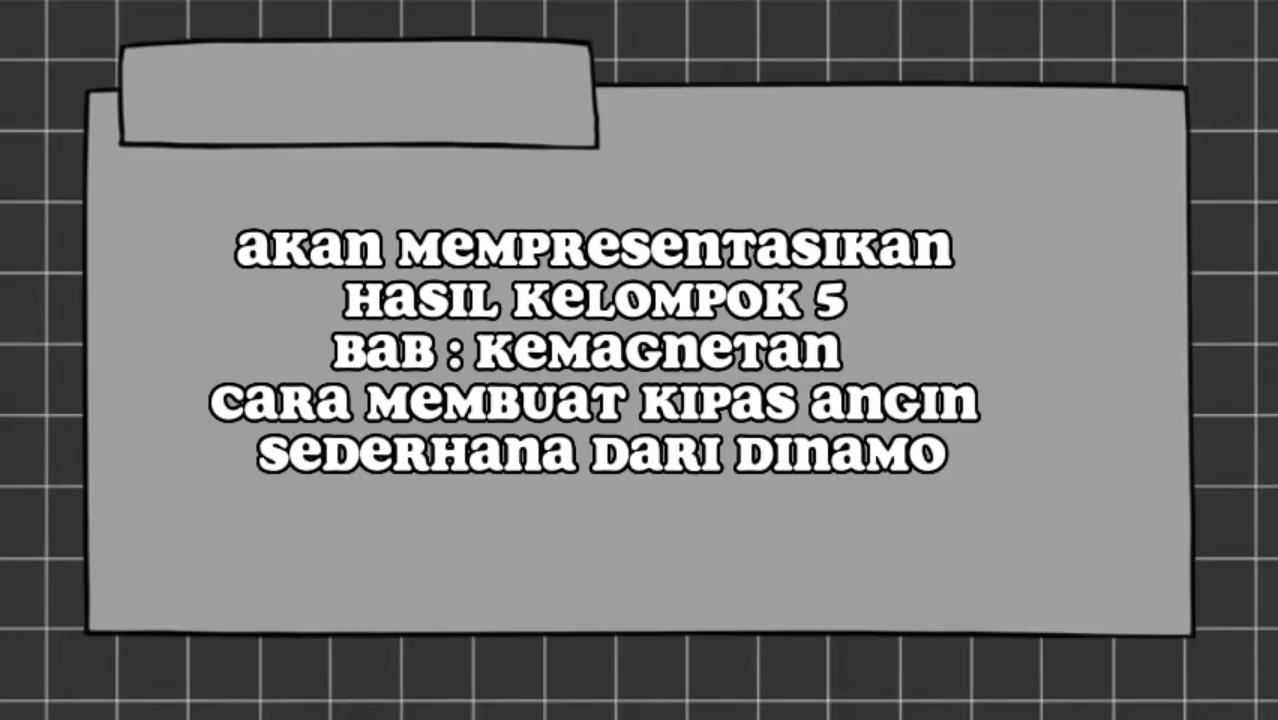 akan mempresentasikan
hasil kelompok 5
bab : kemagnetan
cara membuat kipas angin
sederhana dari dinamo